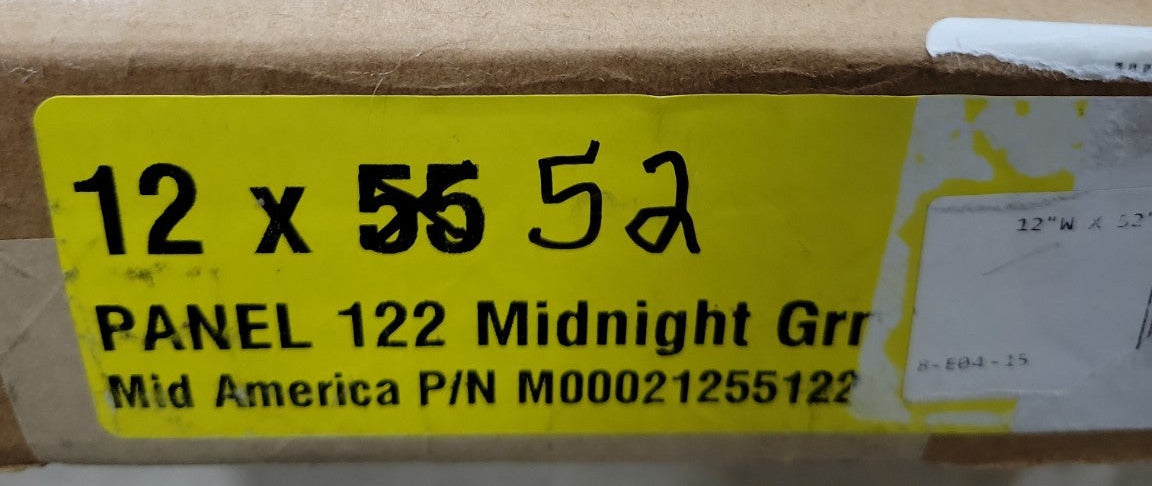 12 x 55 52
PANEL 122 Midnight Grr
Mid America P/N M00021255122
12"W X 52"
8-E04-15